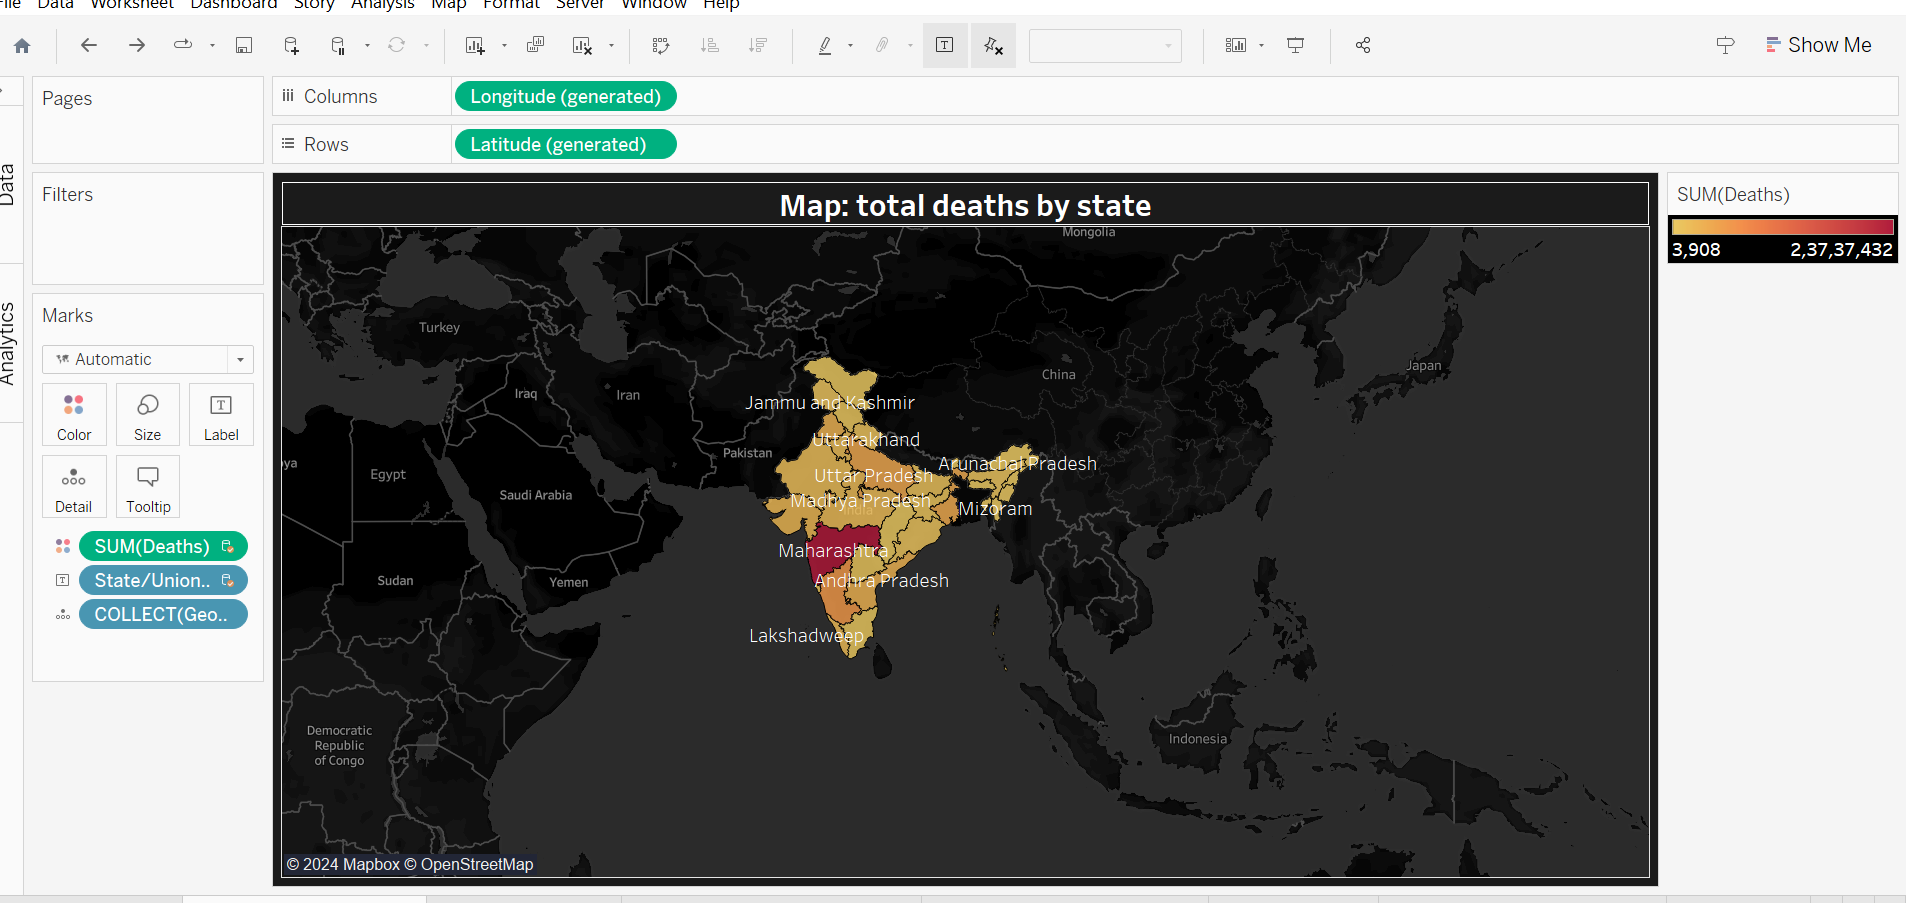 File Data Worksheet Dashboard Story Analysis Map Format Server Window Help
Show Me
Data
Analytics
Pages
Filters
Marks
Automatic
Color Size Label
Detail Tooltip
SUM(Deaths)
State/Union..
COLLECT(Geo..
Columns Longitude (generated)
Rows Latitude (generated)
Map: total deaths by state
Mongolia
Turkey
Japan
China
Iraq
Iran
Jammu and Kashmir
Uttarakhand
Pakistan
Arunachal Pradesh
ya
Egypt
Uttar Pradesh
Saudi Arabia
Madhya Pradesh
India
Mizoram
Maharashtra
Sudan
Yemen
Andhra Pradesh
Lakshadweep
Democratic
Republic
of Congo
Indonesia
© 2024 Mapbox © OpenStreetMap
SUM(Deaths)
3,908 2,37,37,432